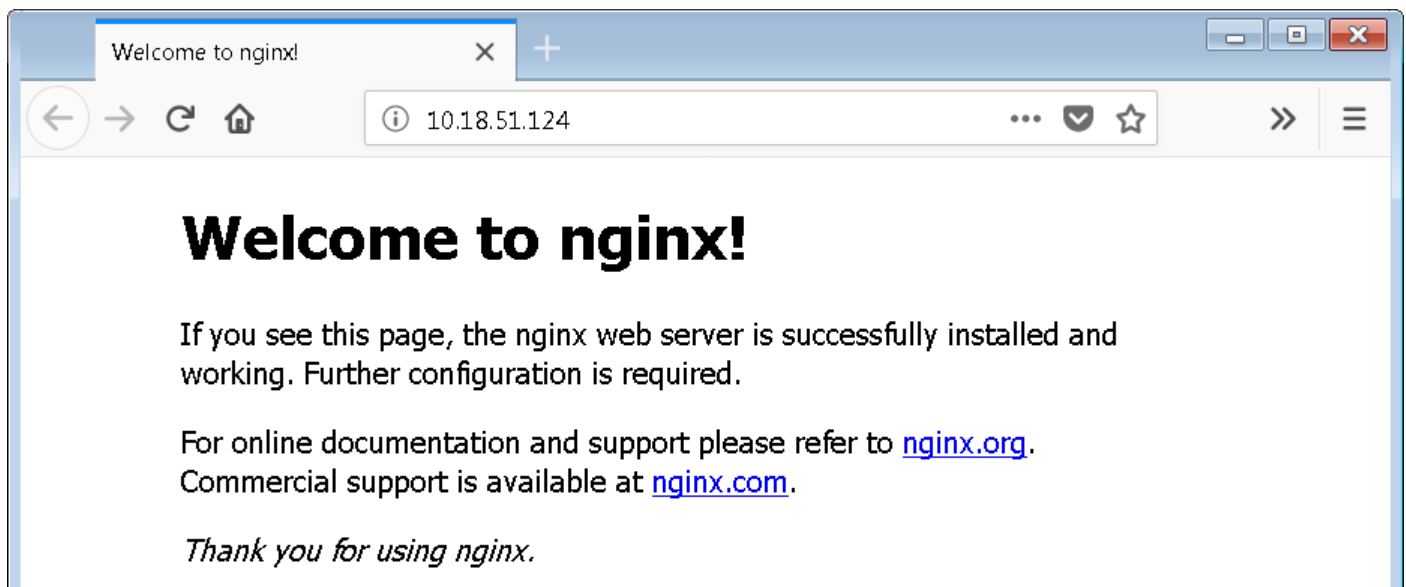 Welcome to nginx!
10.18.51.124
Welcome to nginx!
If you see this page, the nginx web server is successfully installed and
working. Further configuration is required.
For online documentation and support please refer to nginx.org.
Commercial support is available at nginx.com.
Thank you for using nginx.